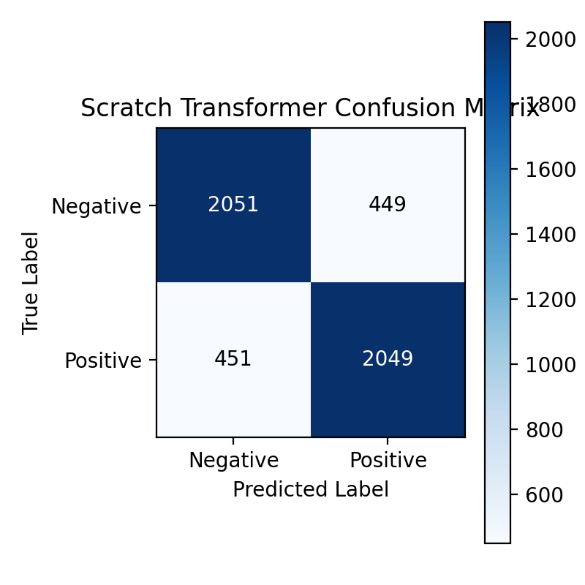 Scratch Transformer Confusion Matrix
True Label
Negative
2051
449
Positive
451
2049
Negative
Positive
Predicted Label
2000
1800
1600
1400
1200
1000
800
600